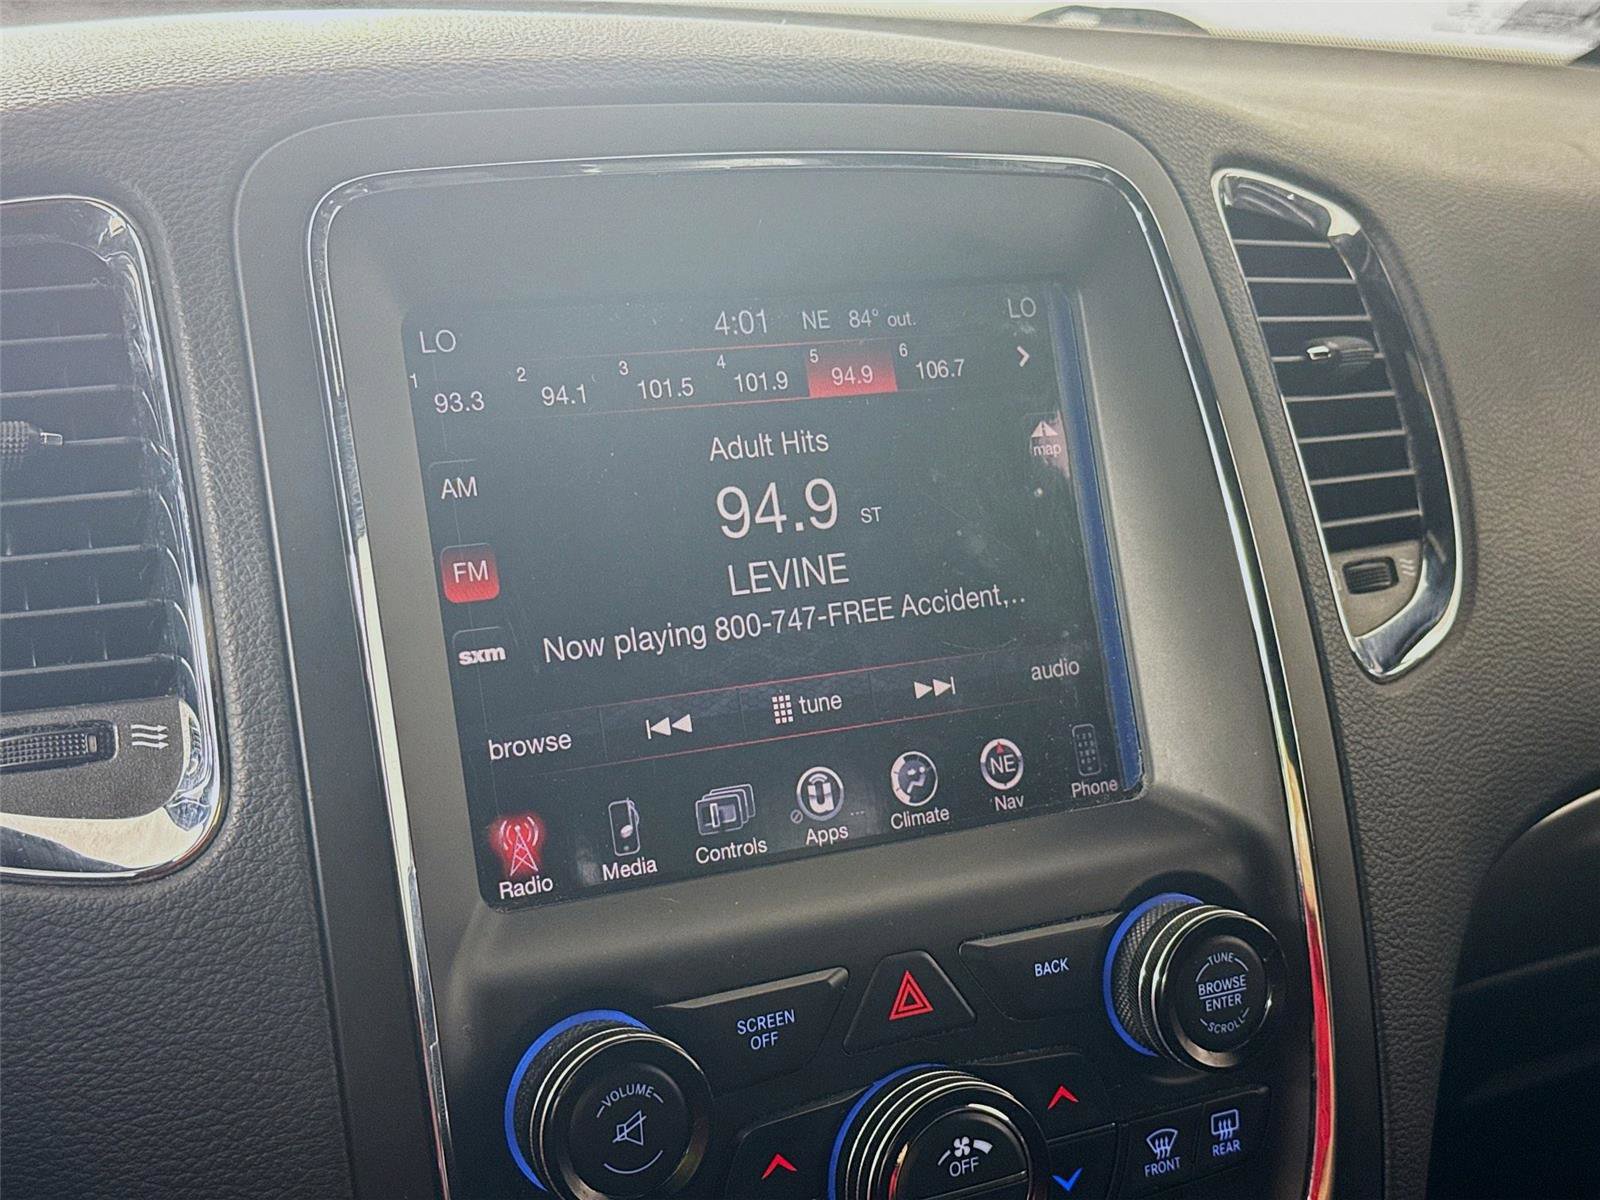 LO 4:01 NE 84° out. LO
1 93.3 2 94.1 3 101.5 4 101.9 5 94.9 6 106.7
Adult Hits
map
AM
94.9 ST
FM
LEVINE
Now playing 800-747-FREE Accident,..
sxm
browse tune audio
Radio Media Controls Apps Climate NE Nav Phone
SCREEN
OFF
BACK
TUNE
BROWSE
ENTER
SCROLL
VOLUME
OFF
FRONT
REAR